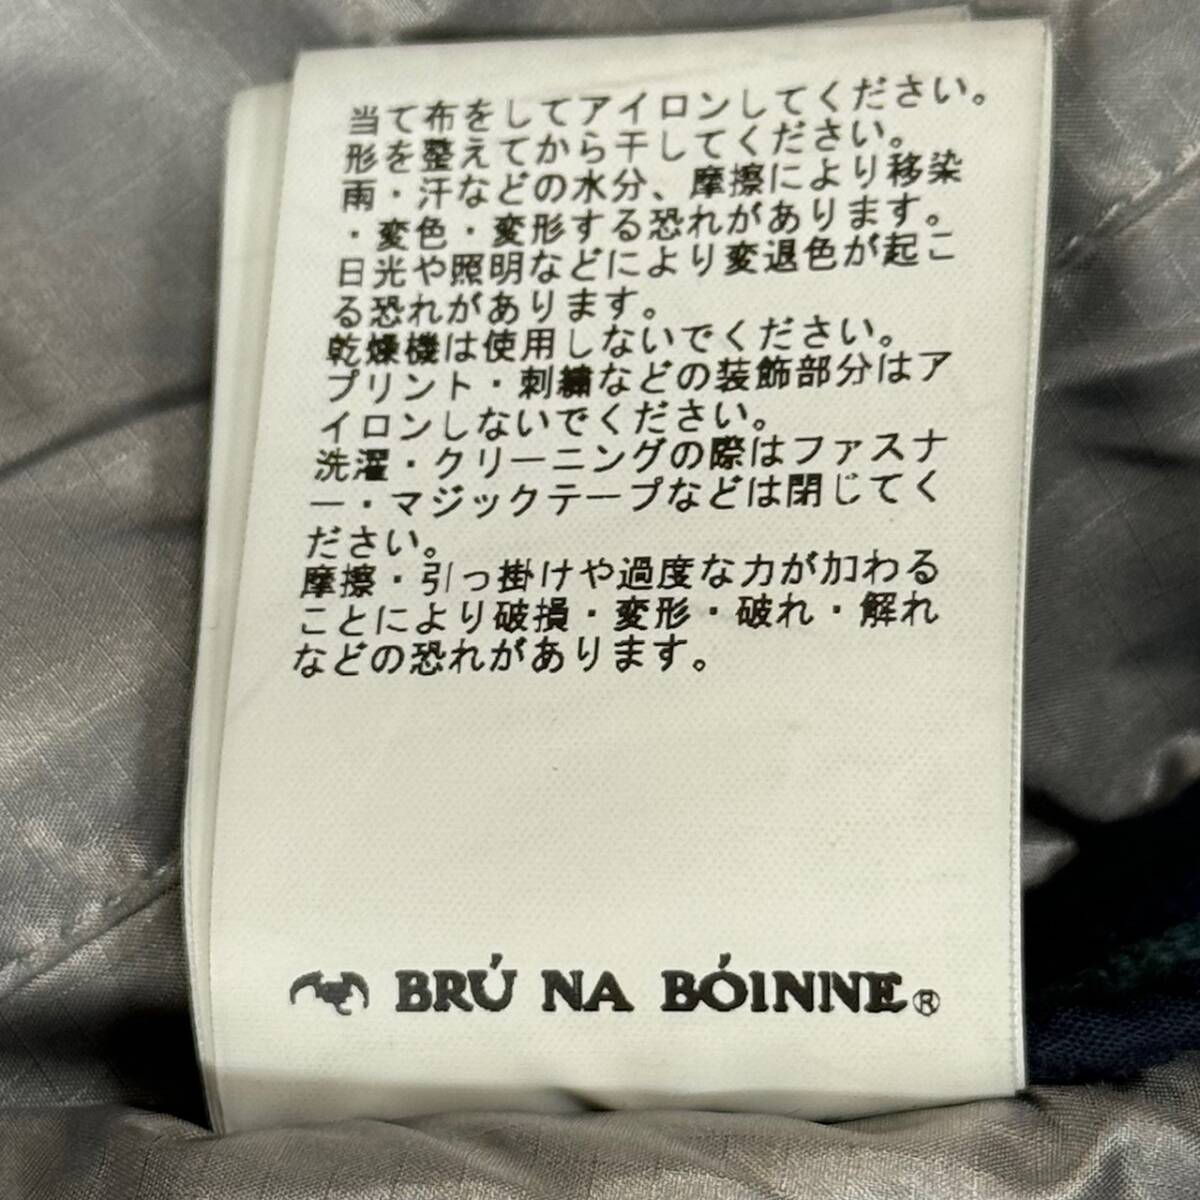 当て布をしてアイロンしてください。
形を整えてから干してください。
雨・汗などの水分、摩擦により移染
・変色・変形する恐れがあります。
日光や照明などにより変退色が起こ
る恐れがあります。
乾燥機は使用しないでください。
プリント・刺繍などの装飾部分はア
イロンしないでください。
洗濯・クリーニングの際はファスナ
ー・マジックテープなどは閉じてく
ださい。
摩擦・引っ掛けや過度な力が加わる
ことにより破損・変形・破れ・解れ
などの恐れがあります。
BRÚ NA BÓINNE®